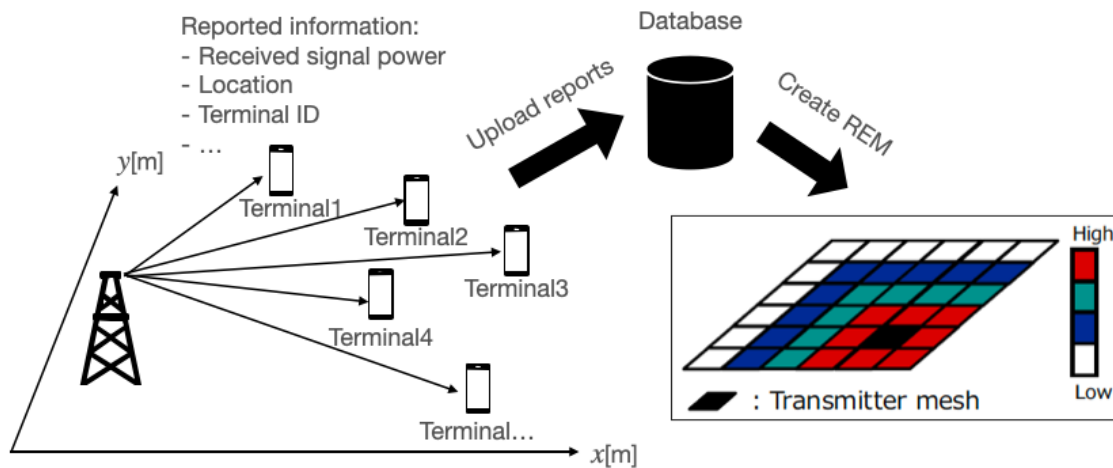 Reported information:
- Received signal power
- Location
- Terminal ID
- …
Database
Upload reports
Create REM
y[m]
Terminal1
Terminal2
Terminal3
Terminal4
Terminal…
x[m]
High
Low
: Transmitter mesh